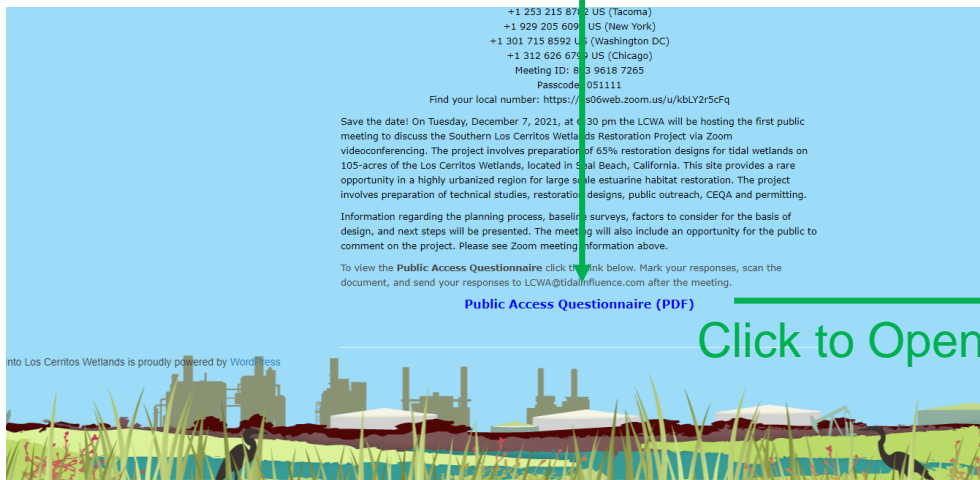 +1 253 215 8782 US (Tacoma)
+1 929 205 6099 US (New York)
+1 301 715 8592 US (Washington DC)
+1 312 626 6799 US (Chicago)
Meeting ID: 853 9618 7265
Passcode: 051111
Find your local number: https://us06web.zoom.us/u/kbLY2r5cFq
Save the date! On Tuesday, December 7, 2021, at 6:30 pm the LCWA will be hosting the first public
meeting to discuss the Southern Los Cerritos Wetlands Restoration Project via Zoom
videoconferencing. The project involves preparation of 65% restoration designs for tidal wetlands on
105-acres of the Los Cerritos Wetlands, located in Seal Beach, California. This site provides a rare
opportunity in a highly urbanized region for large scale estuarine habitat restoration. The project
involves preparation of technical studies, restoration designs, public outreach, CEQA and permitting.
Information regarding the planning process, baseline surveys, factors to consider for the basis of
design, and next steps will be presented. The meeting will also include an opportunity for the public to
comment on the project. Please see Zoom meeting information above.
To view the Public Access Questionnaire click the link below. Mark your responses, scan the
document, and send your responses to LCWA@tidalinfluence.com after the meeting.
Public Access Questionnaire (PDF)
Click to Open
into Los Cerritos Wetlands is proudly powered by WordPress